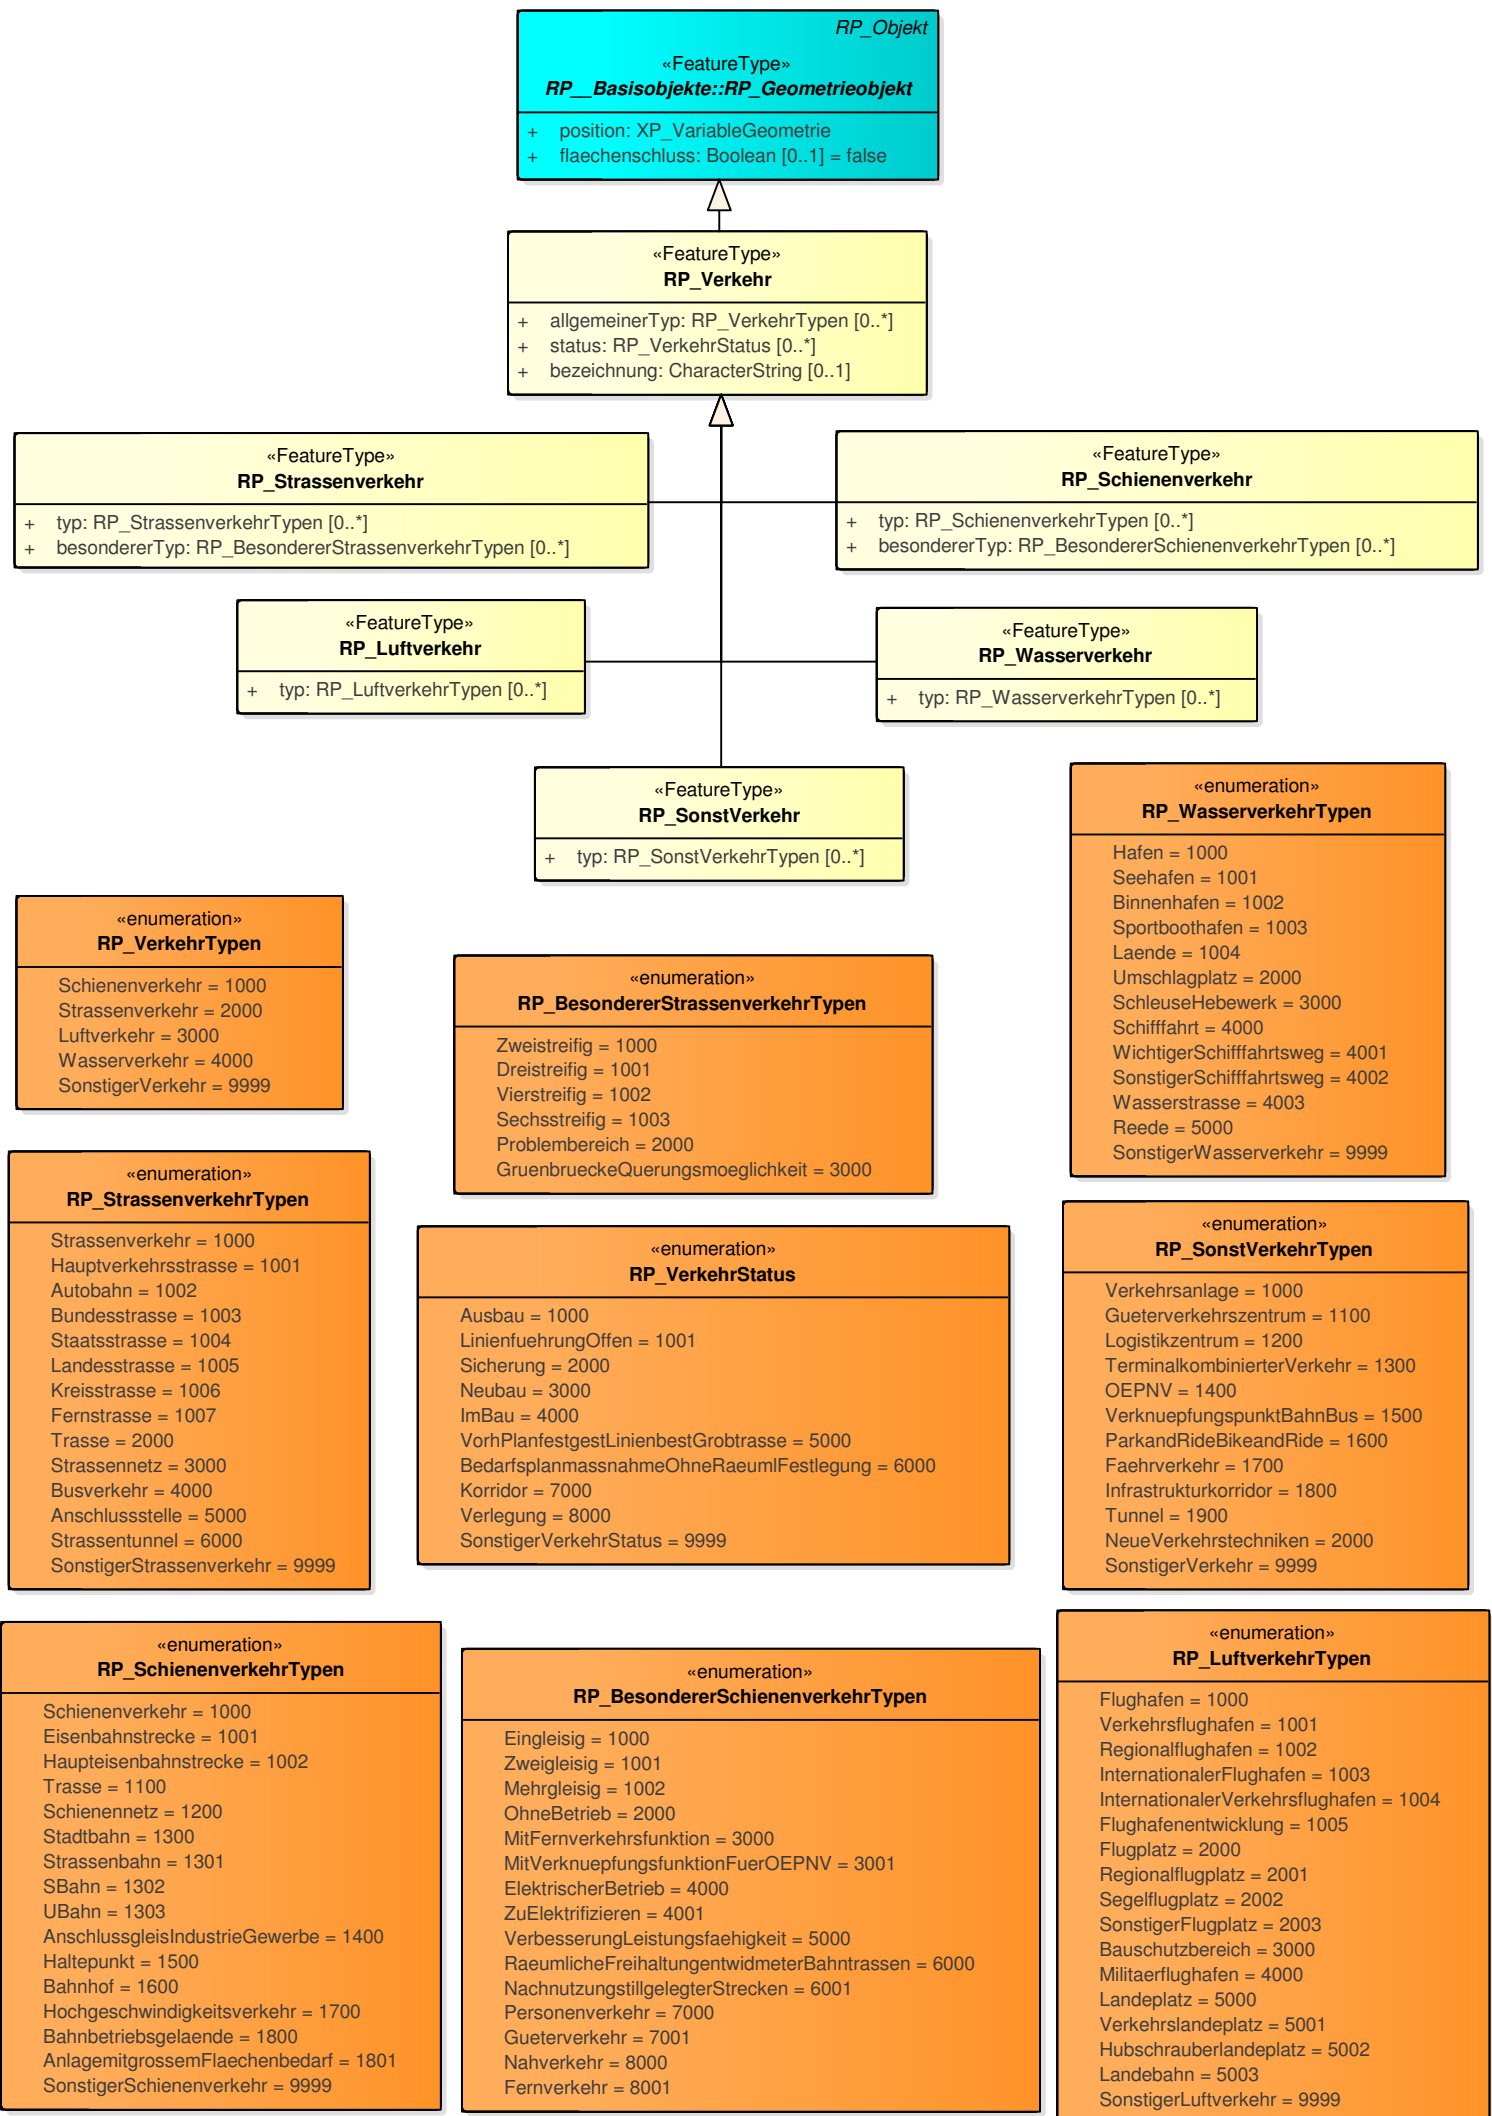 RP_Objekt
«FeatureType»
RP__Basisobjekte::RP_Geometrieobjekt
+ position: XP_VariableGeometrie
+ flaechenschluss: Boolean [0..1] = false
«FeatureType»
RP_Verkehr
+ allgemeinerTyp: RP_VerkehrTypen [0..*]
+ status: RP_VerkehrStatus [0..*]
+ bezeichnung: CharacterString [0..1]
«FeatureType»
RP_Strassenverkehr
+ typ: RP_StrassenverkehrTypen [0..*]
+ besondererTyp: RP_BesondererStrassenverkehrTypen [0..*]
«FeatureType»
RP_Schienenverkehr
+ typ: RP_SchienenverkehrTypen [0..*]
+ besondererTyp: RP_BesondererSchienenverkehrTypen [0..*]
«FeatureType»
RP_Luftverkehr
+ typ: RP_LuftverkehrTypen [0..*]
«FeatureType»
RP_Wasserverkehr
+ typ: RP_WasserverkehrTypen [0..*]
«FeatureType»
RP_SonstVerkehr
+ typ: RP_SonstVerkehrTypen [0..*]
«enumeration»
RP_WasserverkehrTypen
Hafen = 1000
Seehafen = 1001
Binnenhafen = 1002
Sportboothafen = 1003
Laende = 1004
Umschlagplatz = 2000
SchleuseHebewerk = 3000
Schifffahrt = 4000
WichtigerSchifffahrtsweg = 4001
SonstigerSchifffahrtsweg = 4002
Wasserstrasse = 4003
Reede = 5000
SonstigerWasserverkehr = 9999
«enumeration»
RP_VerkehrTypen
Schienenverkehr = 1000
Strassenverkehr = 2000
Luftverkehr = 3000
Wasserverkehr = 4000
SonstigerVerkehr = 9999
«enumeration»
RP_BesondererStrassenverkehrTypen
Zweistreifig = 1000
Dreistreifig = 1001
Vierstreifig = 1002
Sechsstreifig = 1003
Problembereich = 2000
GruenbrueckeQuerungsmoeglichkeit = 3000
«enumeration»
RP_StrassenverkehrTypen
Strassenverkehr = 1000
Hauptverkehrsstrasse = 1001
Autobahn = 1002
Bundesstrasse = 1003
Staatsstrasse = 1004
Landesstrasse = 1005
Kreisstrasse = 1006
Fernstrasse = 1007
Trasse = 2000
Strassennetz = 3000
Busverkehr = 4000
Anschlussstelle = 5000
Strassentunnel = 6000
SonstigerStrassenverkehr = 9999
«enumeration»
RP_VerkehrStatus
Ausbau = 1000
LinienfuehrungOffen = 1001
Sicherung = 2000
Neubau = 3000
ImBau = 4000
VorhPlanfestgestLinienbestGrobtrasse = 5000
BedarfsplanmassnahmeOhneRaeumlFestlegung = 6000
Korridor = 7000
Verlegung = 8000
SonstigerVerkehrStatus = 9999
«enumeration»
RP_SonstVerkehrTypen
Verkehrsanlage = 1000
Gueterverkehrszentrum = 1100
Logistikzentrum = 1200
TerminalkombinierterVerkehr = 1300
OEPNV = 1400
VerknuepfungspunktBahnBus = 1500
ParkandRideBikeandRide = 1600
Faehrverkehr = 1700
Infrastrukturkorridor = 1800
Tunnel = 1900
NeueVerkehrstechniken = 2000
SonstigerVerkehr = 9999
«enumeration»
RP_SchienenverkehrTypen
Schienenverkehr = 1000
Eisenbahnstrecke = 1001
Haupteisenbahnstrecke = 1002
Trasse = 1100
Schienennetz = 1200
Stadtbahn = 1300
Strassenbahn = 1301
SBahn = 1302
UBahn = 1303
AnschlussgleisIndustrieGewerbe = 1400
Haltepunkt = 1500
Bahnhof = 1600
Hochgeschwindigkeitsverkehr = 1700
Bahnbetriebsgelaende = 1800
AnlagemitgrossemFlaechenbedarf = 1801
SonstigerSchienenverkehr = 9999
«enumeration»
RP_BesondererSchienenverkehrTypen
Eingleisig = 1000
Zweigleisig = 1001
Mehrgleisig = 1002
OhneBetrieb = 2000
MitFernverkehrsfunktion = 3000
MitVerknuepfungsfunktionFuerOEPNV = 3001
ElektrischerBetrieb = 4000
ZuElektrifizieren = 4001
VerbesserungLeistungsfaehigkeit = 5000
RaeumlicheFreihaltungentwidmeterBahntrassen = 6000
NachnutzungstillgelegterStrecken = 6001
Personenverkehr = 7000
Gueterverkehr = 7001
Nahverkehr = 8000
Fernverkehr = 8001
«enumeration»
RP_LuftverkehrTypen
Flughafen = 1000
Verkehrsflughafen = 1001
Regionalflughafen = 1002
InternationalerFlughafen = 1003
InternationalerVerkehrsflughafen = 1004
Flughafenentwicklung = 1005
Flugplatz = 2000
Regionalflugplatz = 2001
Segelflugplatz = 2002
SonstigerFlugplatz = 2003
Bauschutzbereich = 3000
Militaerflughafen = 4000
Landeplatz = 5000
Verkehrslandeplatz = 5001
Hubschrauberlandeplatz = 5002
Landebahn = 5003
SonstigerLuftverkehr = 9999